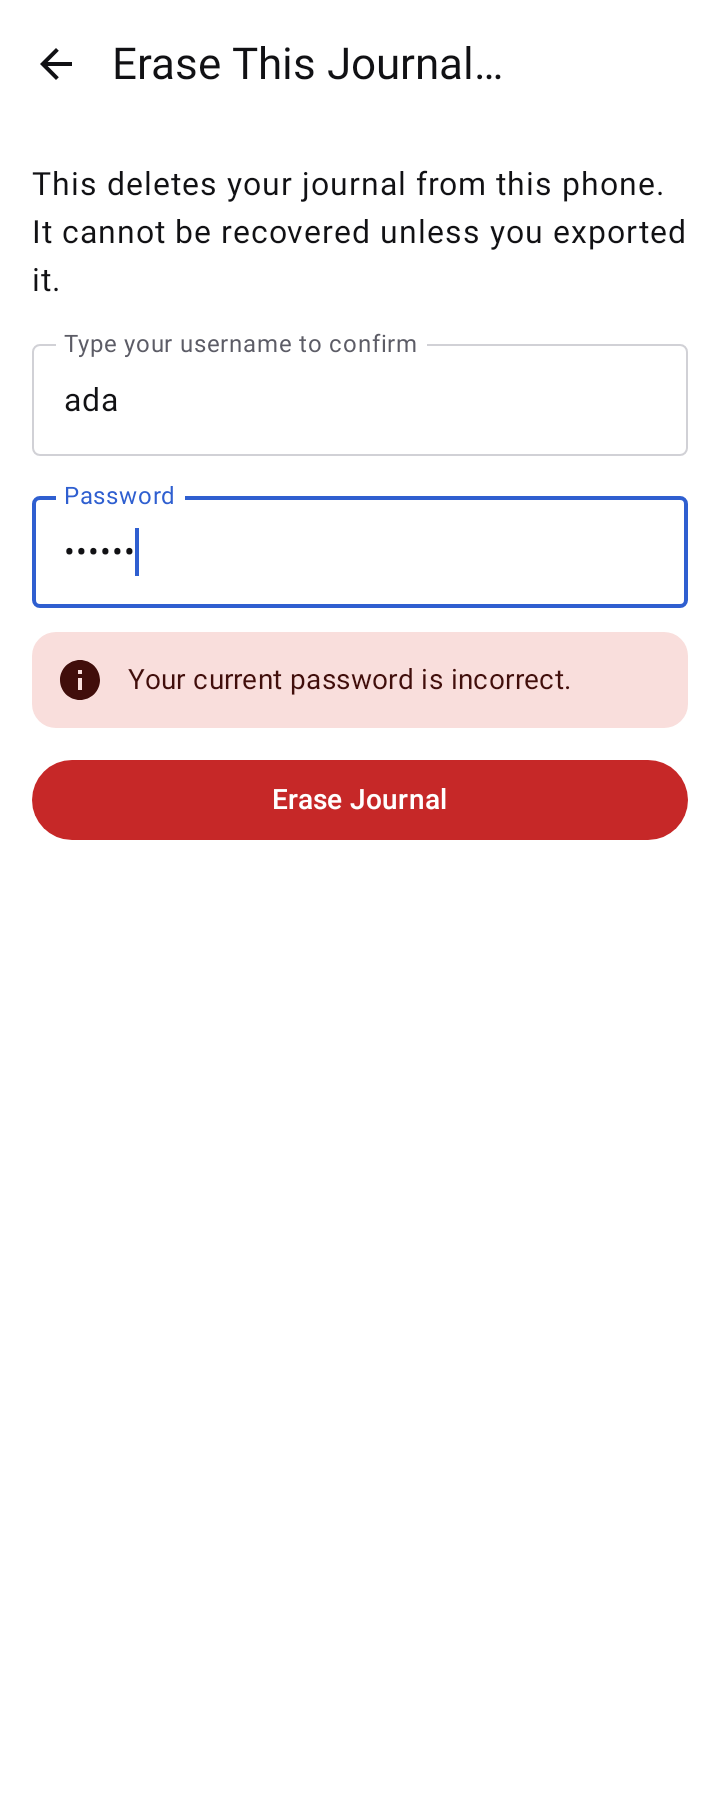 Erase This Journal…
This deletes your journal from this phone.
It cannot be recovered unless you exported
it.
Type your username to confirm
ada
Password
••••••
Your current password is incorrect.
Erase Journal